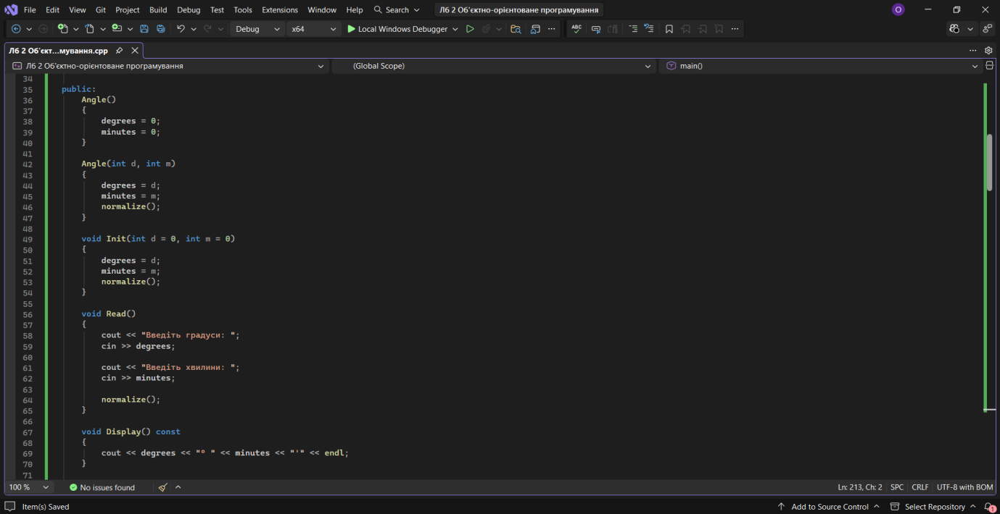 File Edit View Git Project Build Debug Test Tools Extensions Window Help Search Лб 2 Об'єктно-орієнтоване програмування O
Debug x64 Local Windows Debugger
Лб 2 Об'єкт...мування.cpp
Лб 2 Об'єктно-орієнтоване програмування (Global Scope) main()
34
35 public:
36 Angle()
37 {
38 degrees = 0;
39 minutes = 0;
40 }
41
42 Angle(int d, int m)
43 {
44 degrees = d;
45 minutes = m;
46 normalize();
47 }
48
49 void Init(int d = 0, int m = 0)
50 {
51 degrees = d;
52 minutes = m;
53 normalize();
54 }
55
56 void Read()
57 {
58 cout << "Введіть градуси: ";
59 cin >> degrees;
60
61 cout << "Введіть хвилини: ";
62 cin >> minutes;
63
64 normalize();
65 }
66
67 void Display() const
68 {
69 cout << degrees << "° " << minutes << "'" << endl;
70 }
71
100 % No issues found Ln: 213, Ch: 2 SPC CRLF UTF-8 with BOM
Item(s) Saved Add to Source Control Select Repository 1